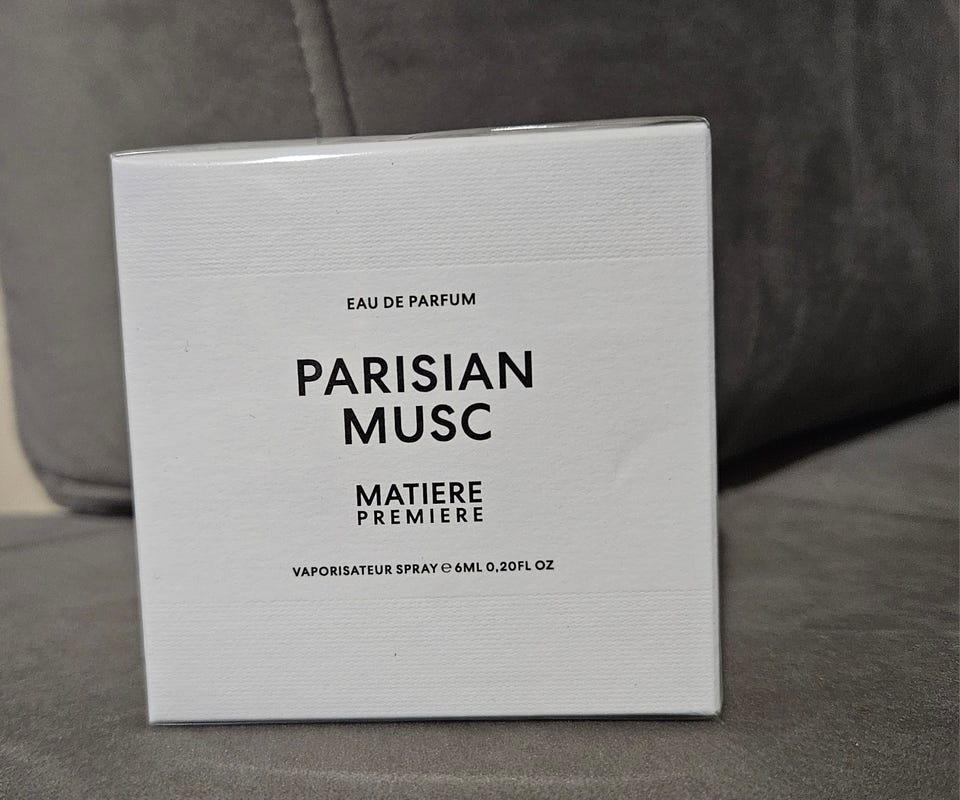 EAU DE PARFUM
PARISIAN
MUSC
MATIERE
PREMIERE
VAPORISATEUR SPRAY ℮ 6ML 0,20FL OZ